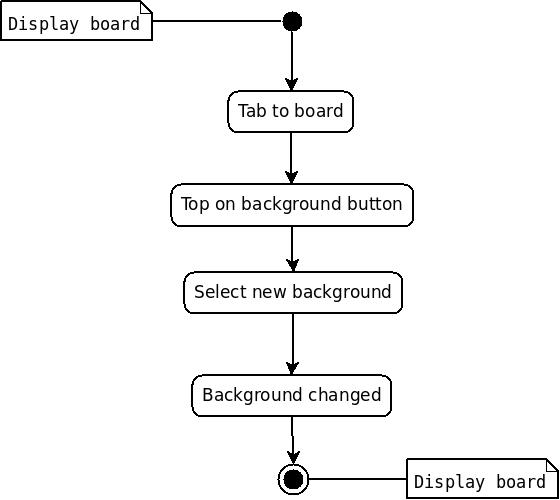 Display board
Tab to board
Top on background button
Select new background
Background changed
Display board